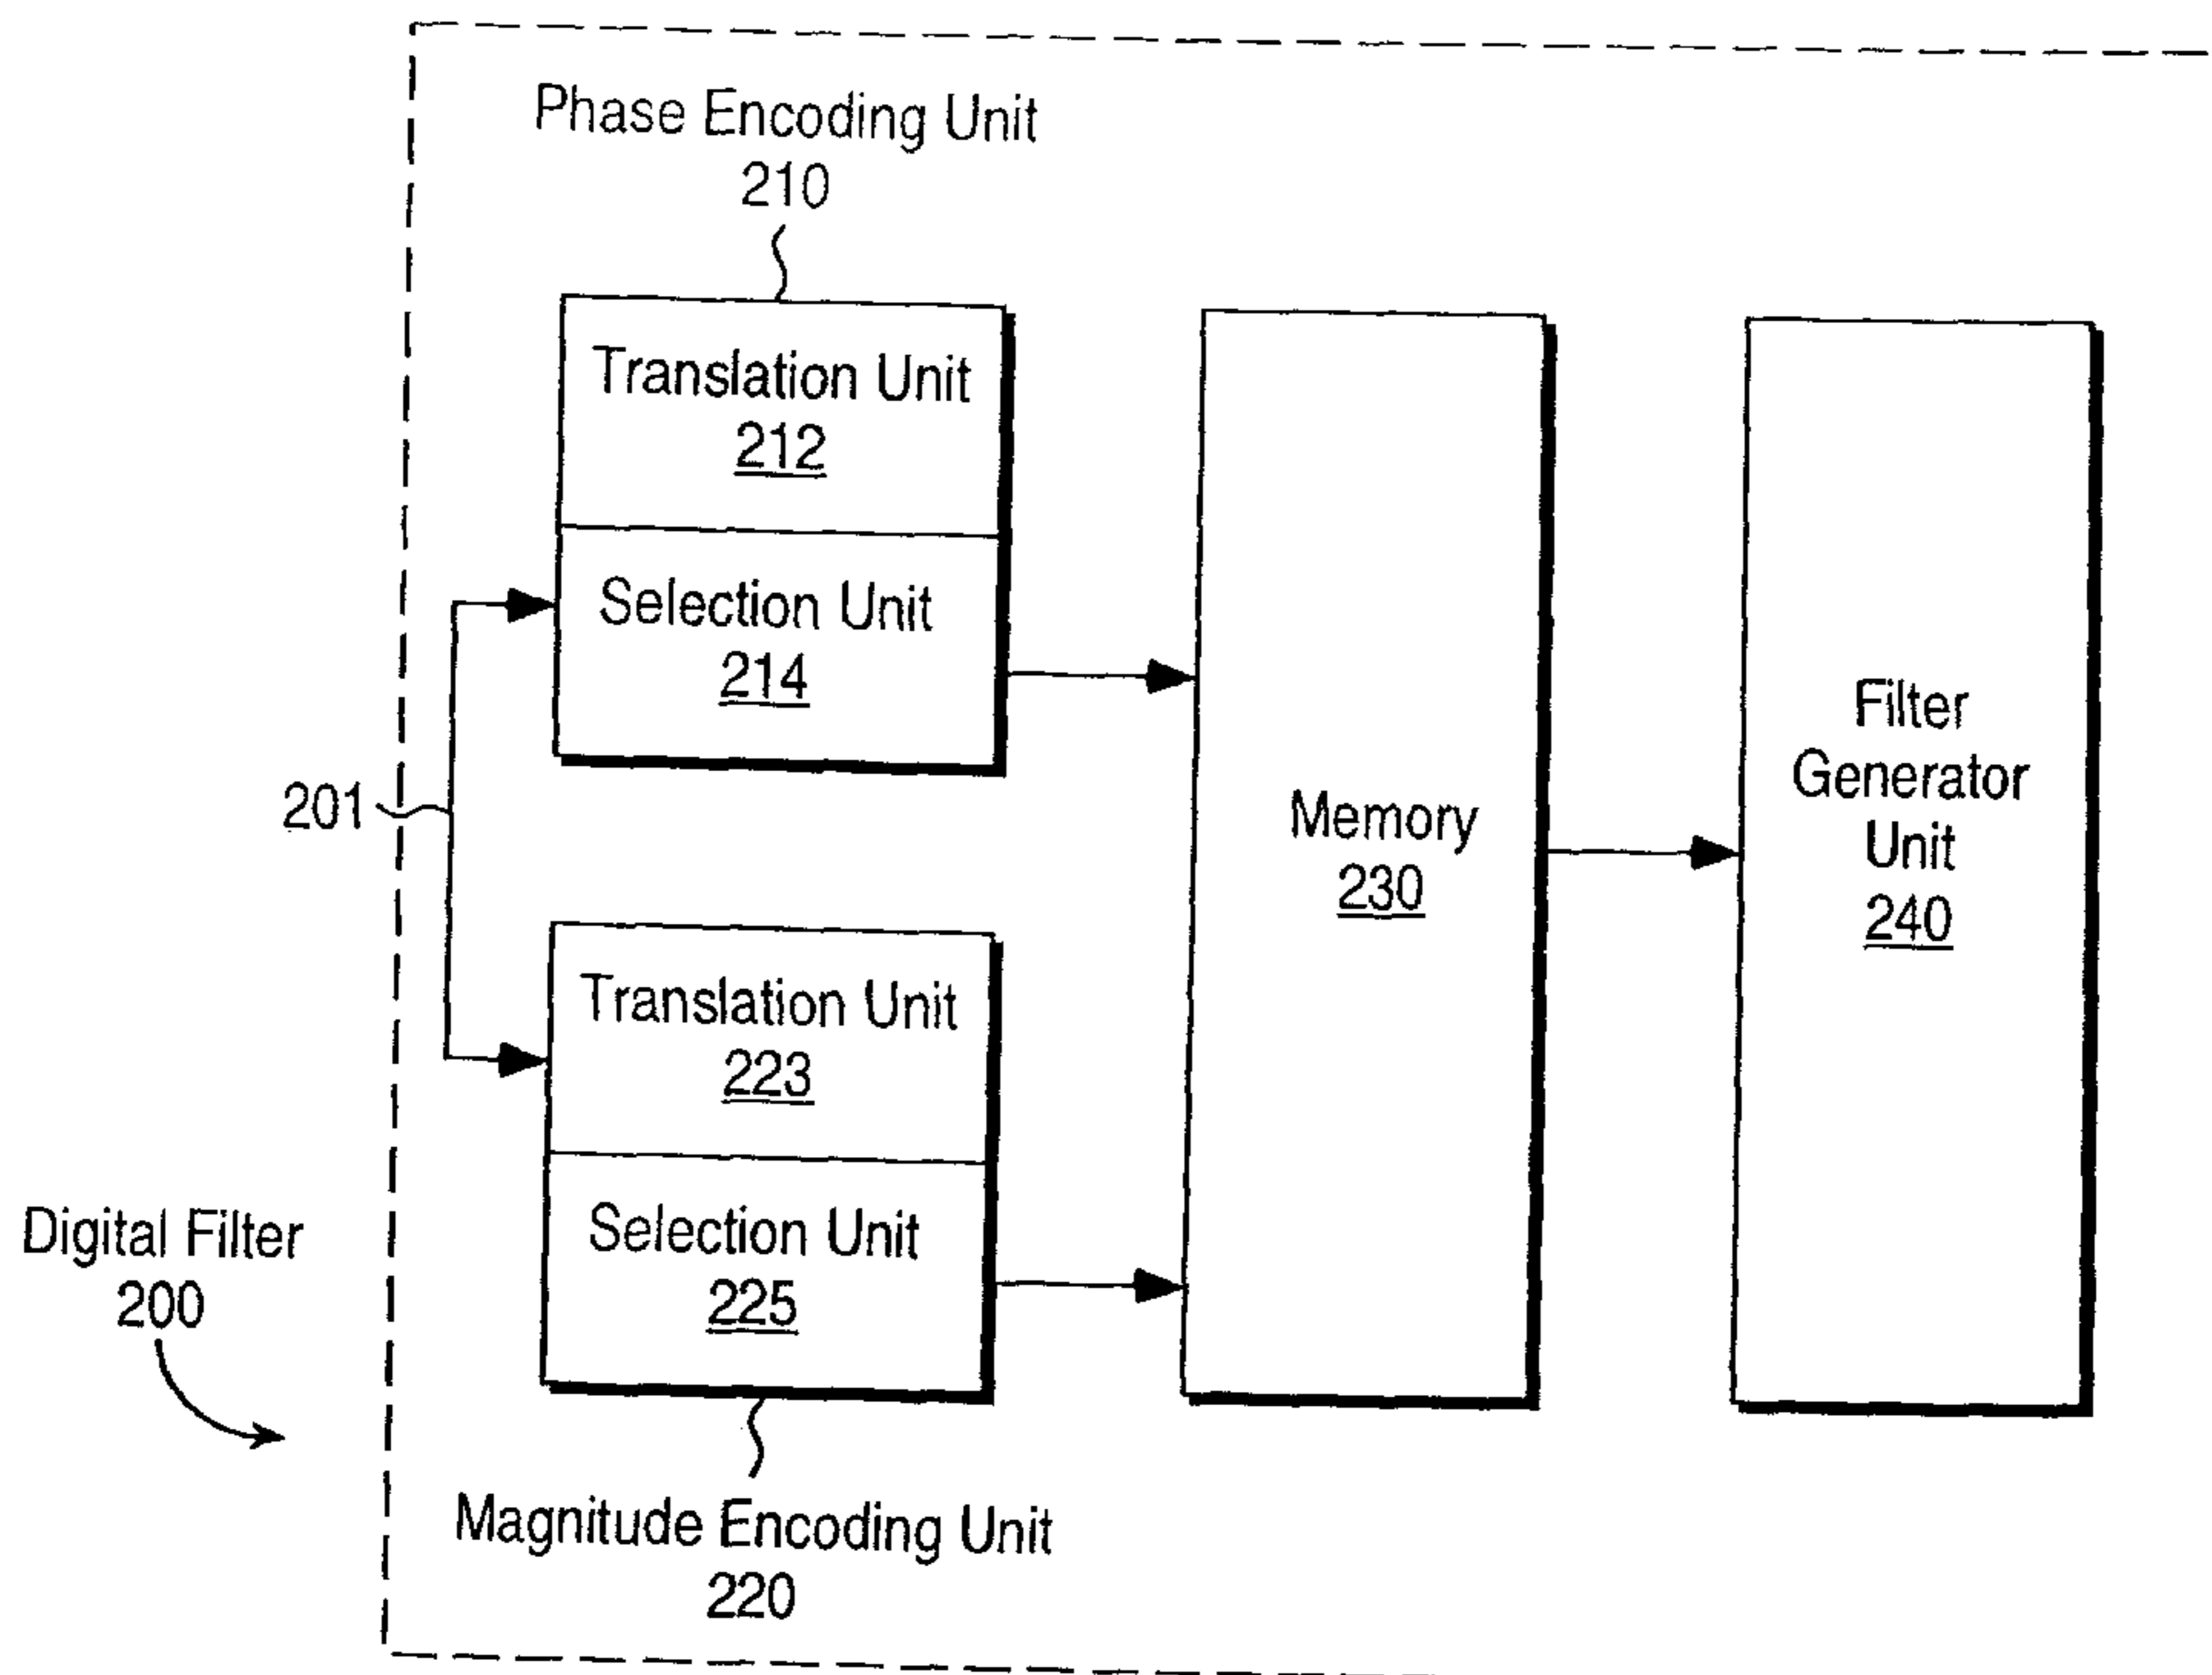 Phase Encoding Unit
210
Translation Unit
212
Selection Unit
214
201
Memory
230
Filter
Generator
Unit
240
Translation Unit
223
Selection Unit
225
Digital Filter
200
Magnitude Encoding Unit
220